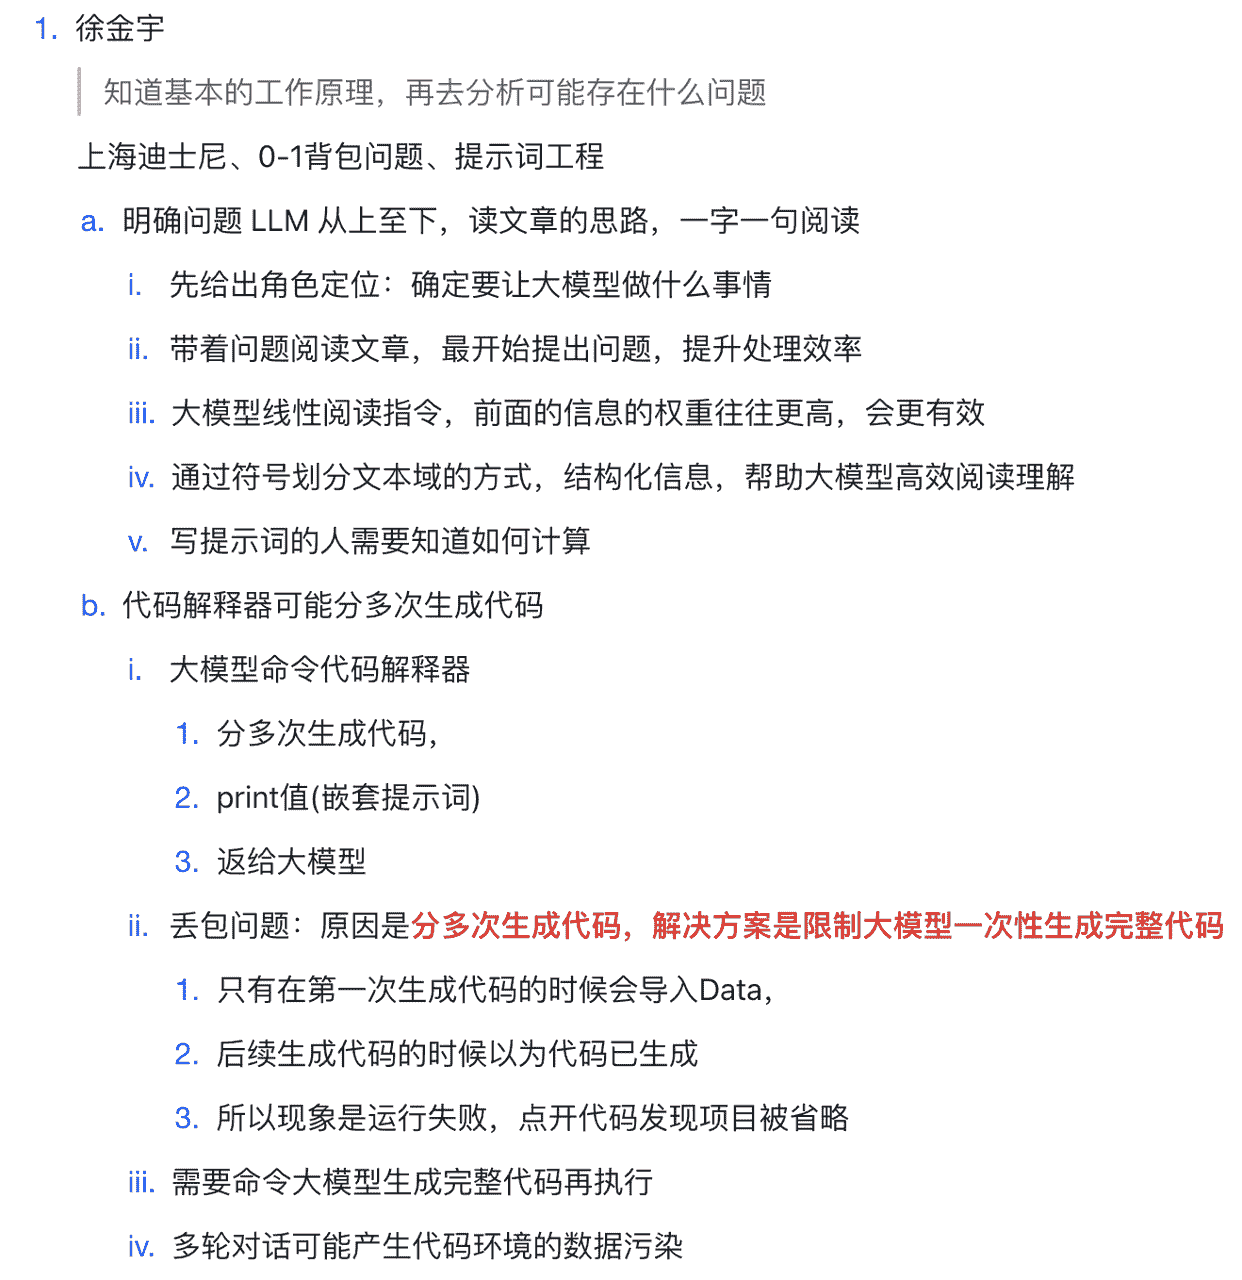 1. 徐金宇
知道基本的工作原理，再去分析可能存在什么问题
上海迪士尼、0-1背包问题、提示词工程
a. 明确问题 LLM 从上至下，读文章的思路，一字一句阅读
i. 先给出角色定位：确定要让大模型做什么事情
ii. 带着问题阅读文章，最开始提出问题，提升处理效率
iii. 大模型线性阅读指令，前面的信息的权重往往更高，会更有效
iv. 通过符号划分文本域的方式，结构化信息，帮助大模型高效阅读理解
v. 写提示词的人需要知道如何计算
b. 代码解释器可能分多次生成代码
i. 大模型命令代码解释器
1. 分多次生成代码，
2. print值(嵌套提示词)
3. 返给大模型
ii. 丢包问题：原因是分多次生成代码，解决方案是限制大模型一次性生成完整代码
1. 只有在第一次生成代码的时候会导入Data，
2. 后续生成代码的时候以为代码已生成
3. 所以现象是运行失败，点开代码发现项目被省略
iii. 需要命令大模型生成完整代码再执行
iv. 多轮对话可能产生代码环境的数据污染